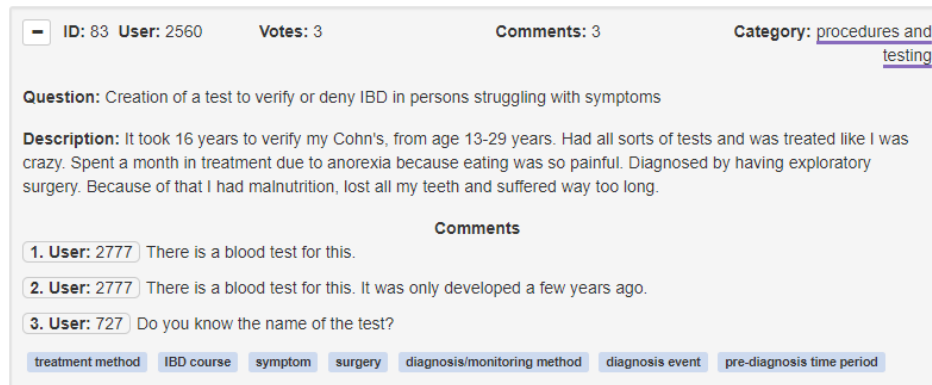 − ID: 83 User: 2560 Votes: 3 Comments: 3 Category: procedures and
testing
Question: Creation of a test to verify or deny IBD in persons struggling with symptoms
Description: It took 16 years to verify my Cohn's, from age 13-29 years. Had all sorts of tests and was treated like I was
crazy. Spent a month in treatment due to anorexia because eating was so painful. Diagnosed by having exploratory
surgery. Because of that I had malnutrition, lost all my teeth and suffered way too long.
Comments
1. User: 2777 There is a blood test for this.
2. User: 2777 There is a blood test for this. It was only developed a few years ago.
3. User: 727 Do you know the name of the test?
treatment method IBD course symptom surgery diagnosis/monitoring method diagnosis event pre-diagnosis time period